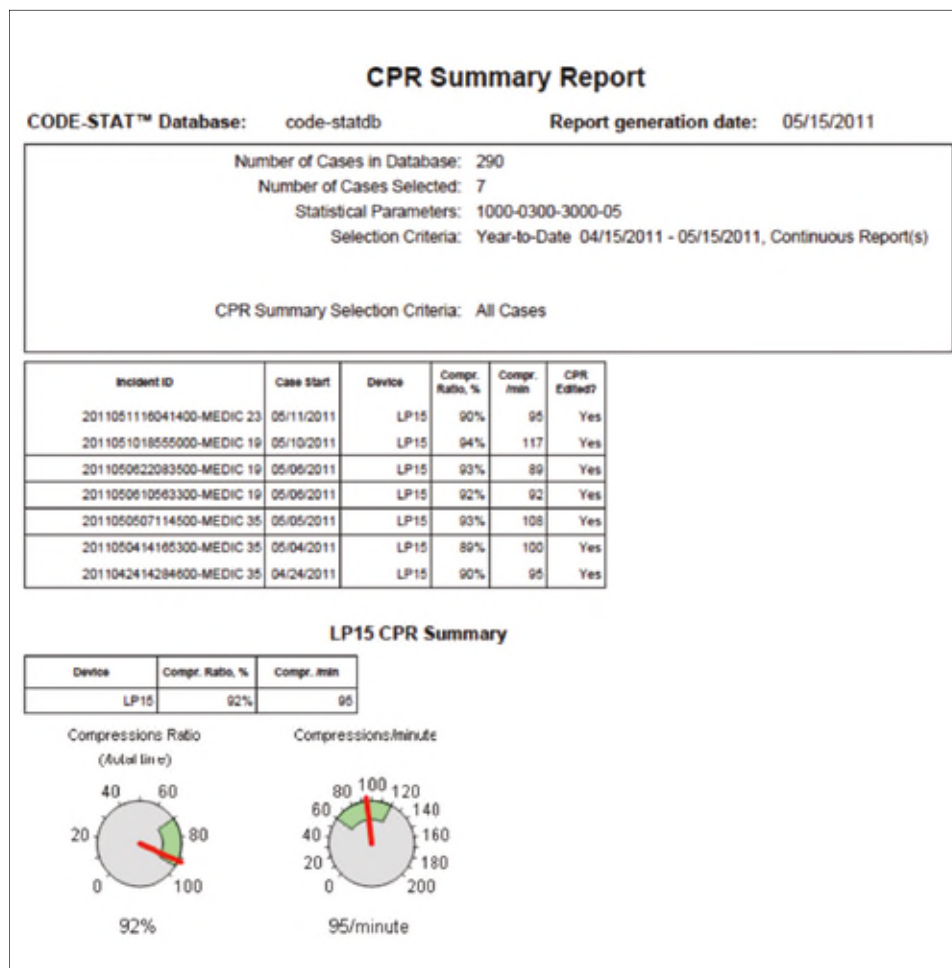 CPR Summary Report
CODE-STAT™ Database: code-statdb Report generation date: 05/15/2011
Number of Cases in Database: 290
Number of Cases Selected: 7
Statistical Parameters: 1000-0300-3000-05
Selection Criteria: Year-to-Date 04/15/2011 - 05/15/2011, Continuous Report(s)
CPR Summary Selection Criteria: All Cases
Incident ID Case Start Device Compr. Ratio, % Compr. /min CPR Edited?
2011051116041400-MEDIC 23 05/11/2011 LP15 90% 95 Yes
2011051018555000-MEDIC 19 05/10/2011 LP15 94% 117 Yes
2011050622083500-MEDIC 19 05/06/2011 LP15 93% 89 Yes
2011050610563300-MEDIC 19 05/06/2011 LP15 92% 92 Yes
2011050507114500-MEDIC 35 05/05/2011 LP15 93% 108 Yes
2011050414165300-MEDIC 35 05/04/2011 LP15 89% 100 Yes
2011042414284600-MEDIC 35 04/24/2011 LP15 90% 95 Yes
LP15 CPR Summary
Device Compr. Ratio, % Compr. /min
LP15 92% 95
Compressions Ratio Compressions/minute
0 20 40 60 80 100
0 20 40 60 80 100 120 140 160 180 200
92% 95/minute